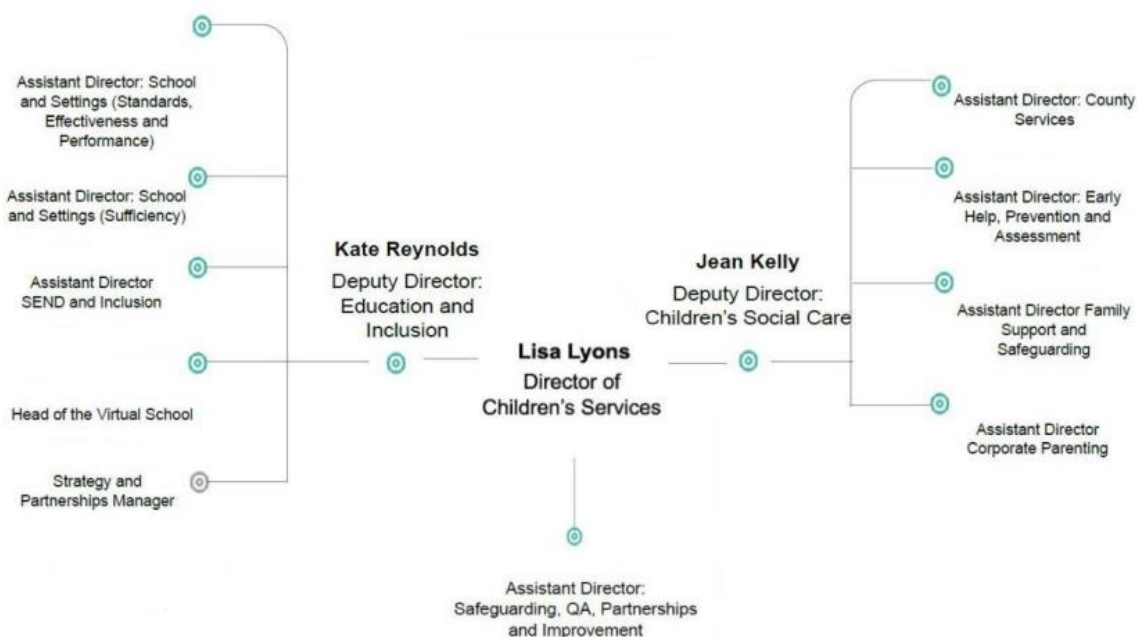 Assistant Director: School
and Settings (Standards,
Effectiveness and
Performance)
Assistant Director: School
and Settings (Sufficiency)
Assistant Director
SEND and Inclusion
Head of the Virtual School
Strategy and
Partnerships Manager
Kate Reynolds
Deputy Director:
Education and
Inclusion
Lisa Lyons
Director of
Children’s Services
Assistant Director:
Safeguarding, QA, Partnerships
and Improvement
Jean Kelly
Deputy Director:
Children’s Social Care
Assistant Director: County
Services
Assistant Director: Early
Help, Prevention and
Assessment
Assistant Director Family
Support and
Safeguarding
Assistant Director
Corporate Parenting